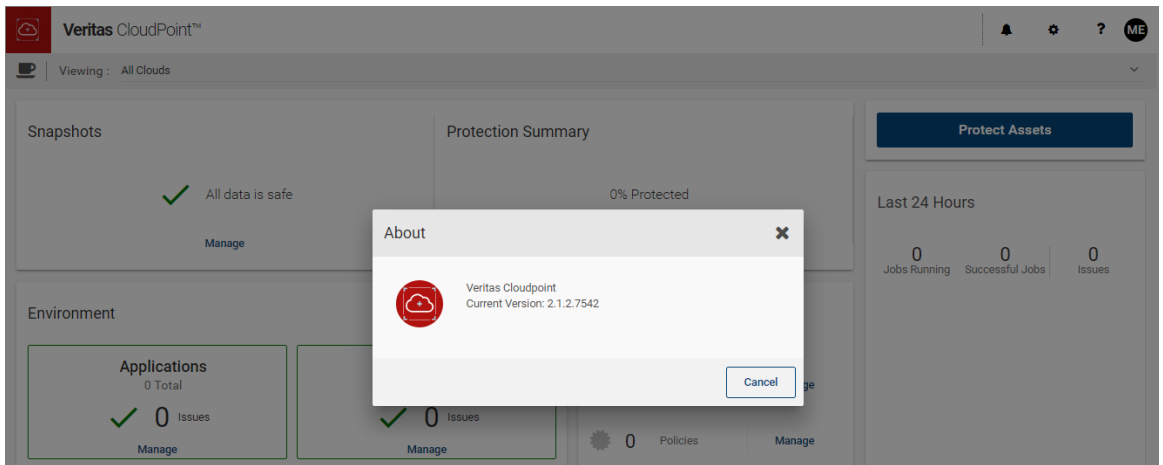 Veritas CloudPoint™
?
ME
Viewing : All Clouds
Snapshots
All data is safe
Manage
Protection Summary
0% Protected
Protect Assets
Last 24 Hours
0
Jobs Running
0
Successful Jobs
0
Issues
About
Veritas Cloudpoint
Current Version: 2.1.2.7542
Cancel
Environment
Applications
0 Total
0 Issues
Manage
0 Issues
Manage
0 Policies
Manage